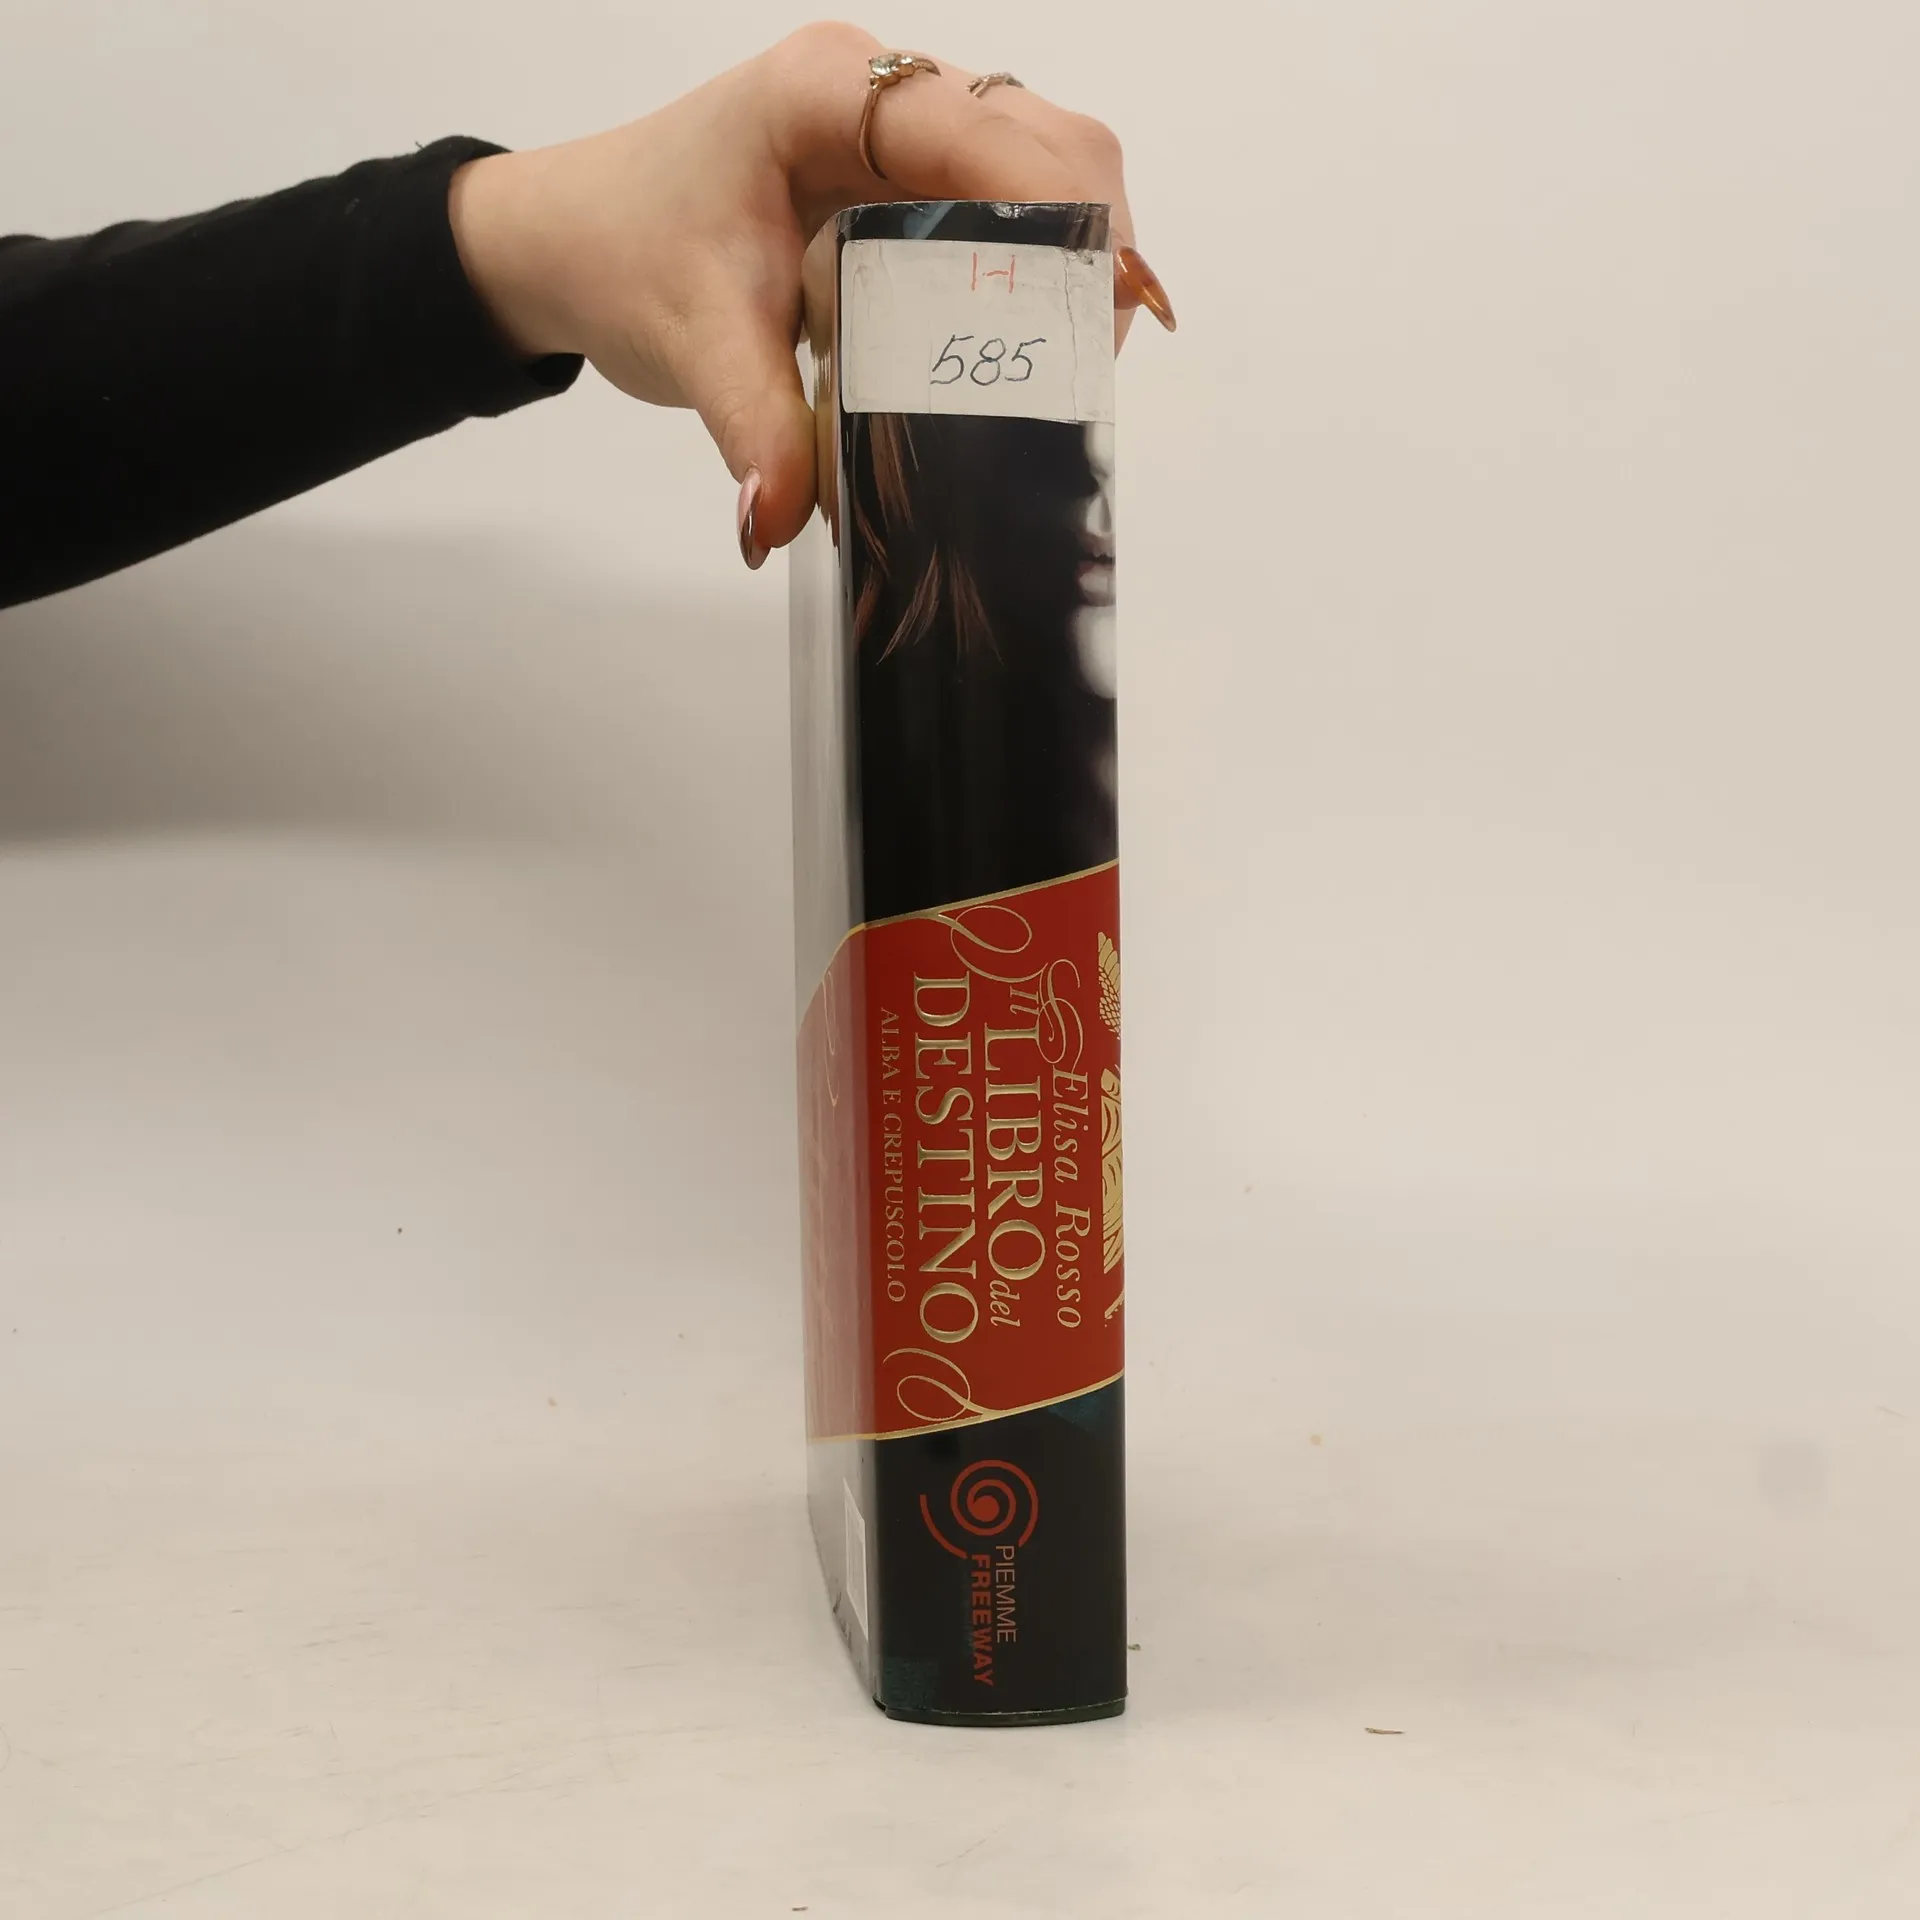 H
585
Elisa Rosso
Il LIBRO del
DESTINO
ALBA E CREPUSCOLO
PIEMME
FREEWAY